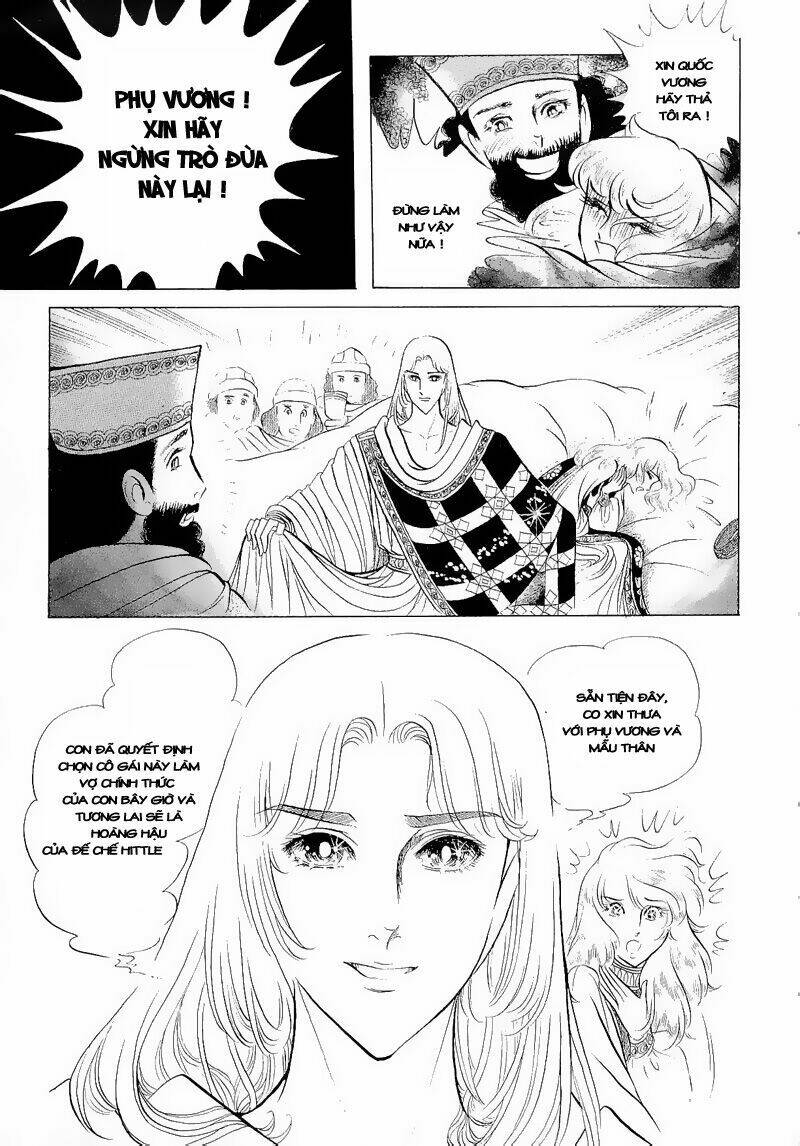 XIN QUỐC
VƯƠNG
HÃY THẢ
TÔI RA !
ĐỪNG LÀM
NHƯ VẬY
NỮA !
PHỤ VƯƠNG !
XIN HÃY
NGỪNG TRÒ ĐÙA
NÀY LẠI !
SẴN TIỆN ĐÂY,
CO XIN THƯA
VỚI PHỤ VƯƠNG VÀ
MẪU THÂN
CON ĐÃ QUYẾT ĐỊNH
CHỌN CÔ GÁI NÀY LÀM
VỢ CHÍNH THỨC
CỦA CON BÂY GIỜ VÀ
TƯƠNG LAI SẼ LÀ
HOÀNG HẬU
CỦA ĐẾ CHẾ HITTLE